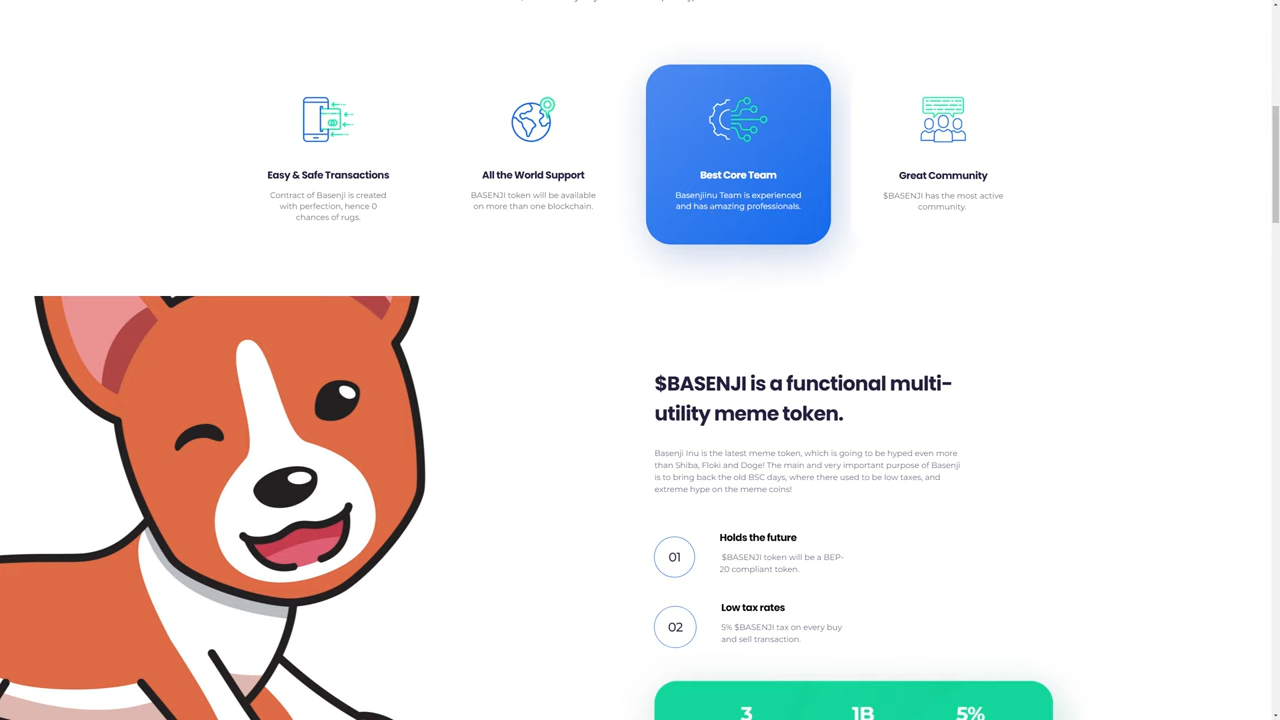 Easy & Safe Transactions
Contract of Basenji is created
with perfection, hence 0
chances of rugs.
All the World Support
BASENJI token will be available
on more than one blockchain.
Best Core Team
Basenjiinu Team is experienced
and has amazing professionals.
Great Community
$BASENJI has the most active
community.
$BASENJI is a functional multi-
utility meme token.
Basenji Inu is the latest meme token, which is going to be hyped even more
than Shiba, Floki and Doge! The main and very important purpose of Basenji
is to bring back the old BSC days, where there used to be low taxes, and
extreme hype on the meme coins!
01
Holds the future
$BASENJI token will be a BEP-
20 compliant token.
02
Low tax rates
5% $BASENJI tax on every buy
and sell transaction.
3 1B 5%